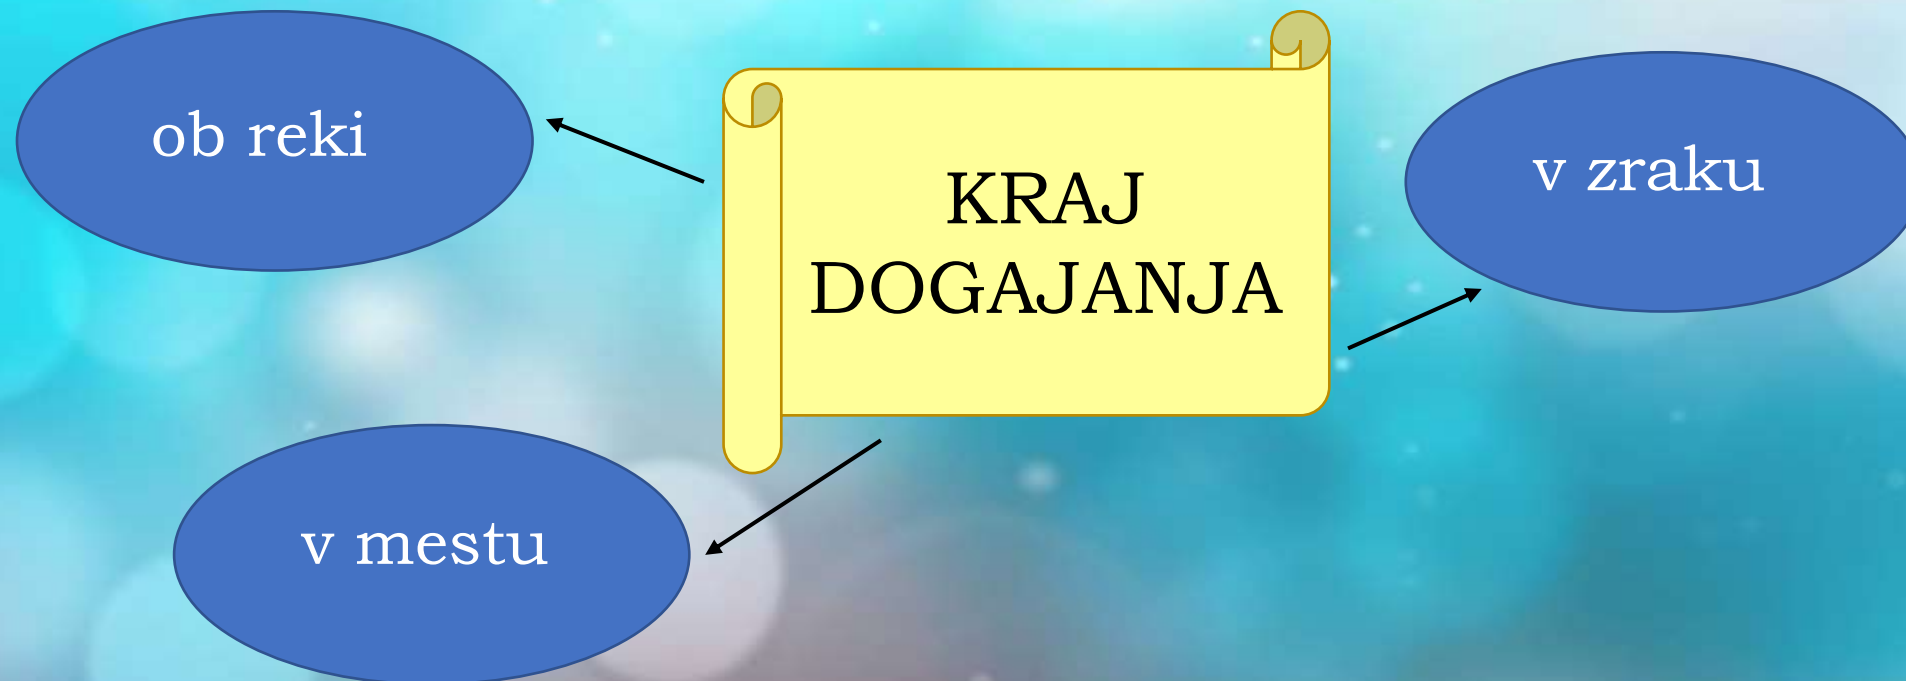 ob reki
KRAJ
DOGAJANJA
v zraku
v mestu